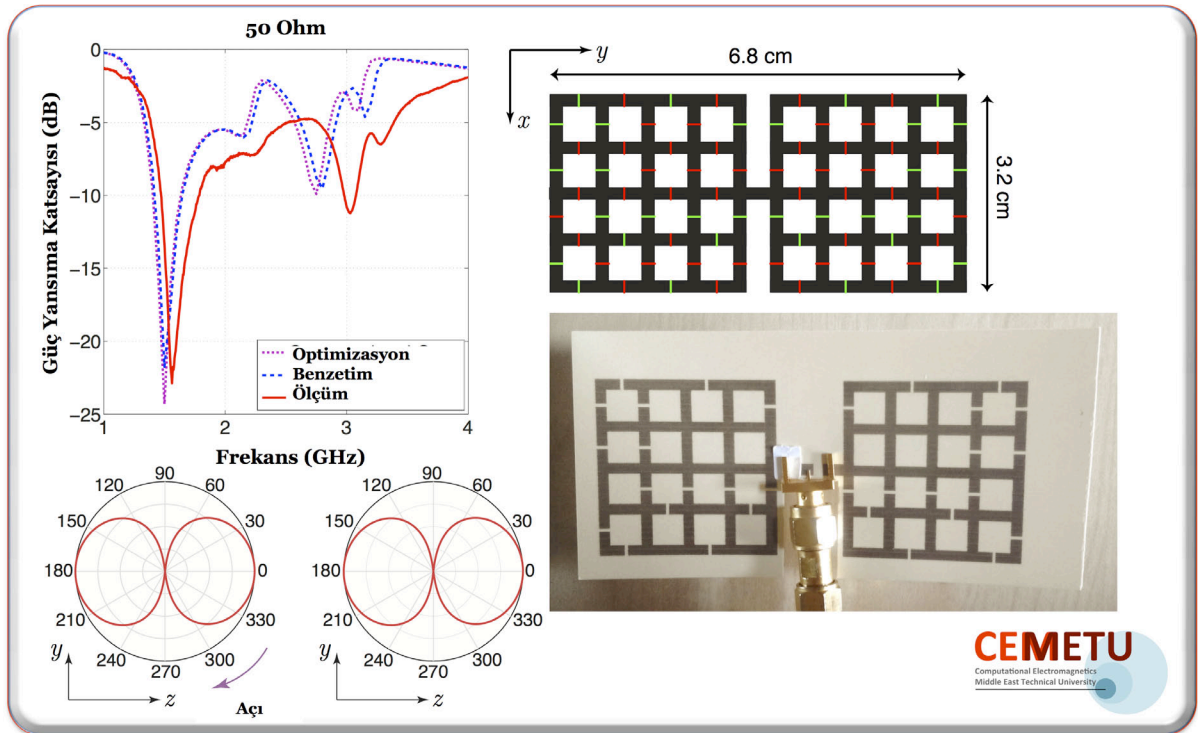 50 Ohm
Güç Yansıma Katsayısı (dB)
0
−5
−10
−15
−20
−25
Optimizasyon
Benzetim
Ölçüm
1
2
3
4
Frekans (GHz)
y
x
6.8 cm
3.2 cm
90
120
60
150
30
180
0
210
330
240
300
270
y
z
Açı
90
120
60
150
30
180
0
210
330
240
300
270
y
z
CEMETU
Computational Electromagnetics
Middle East Technical University